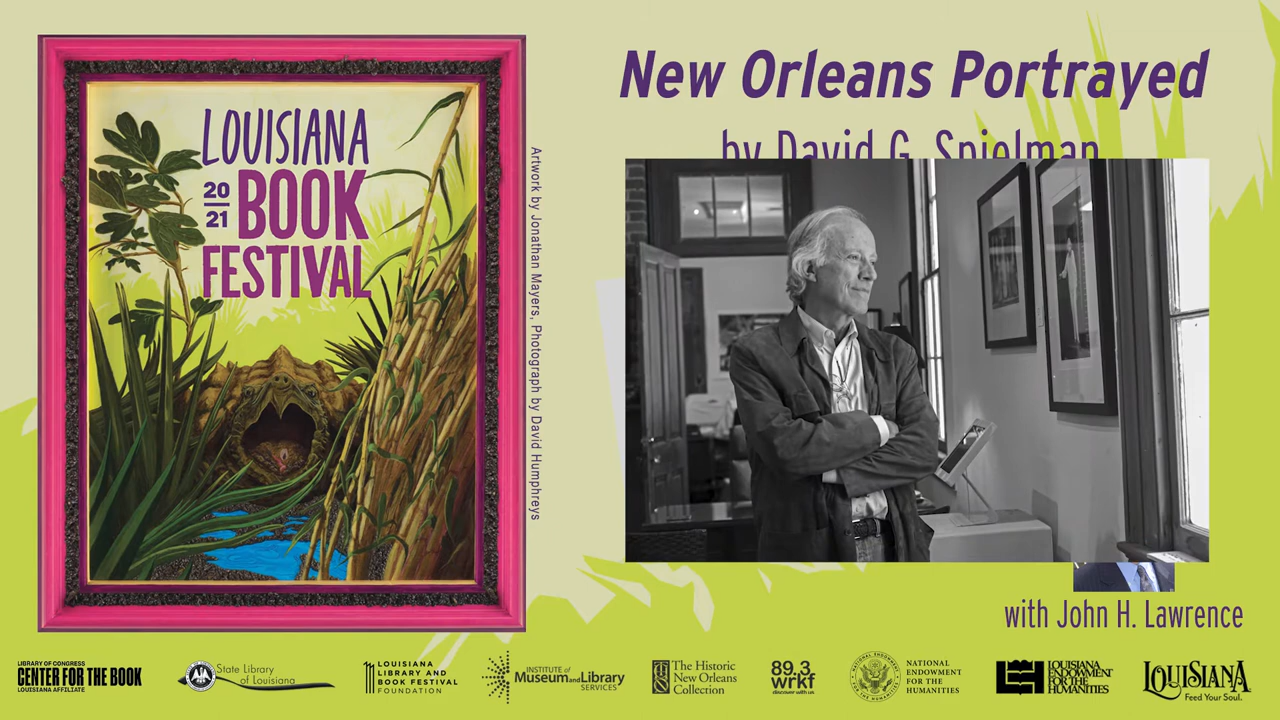 LOUISIANA
20
21
BOOK
FESTIVAL
Artwork by Jonathan Mayers, Photograph by David Humphreys
New Orleans Portrayed
by David G. Spielman
with John H. Lawrence
LIBRARY OF CONGRESS
CENTER FOR THE BOOK
LOUISIANA AFFILIATE
State Library
of Louisiana
LOUISIANA
LIBRARY AND
BOOK FESTIVAL
FOUNDATION
INSTITUTE of
Museum and Library
SERVICES
The Historic
New Orleans
Collection
89.3
wrkf
discover with us
NATIONAL
ENDOWMENT
FOR THE
HUMANITIES
LOUISIANA
ENDOWMENT
FOR THE
HUMANITIES
LOUISIANA
Feed Your Soul.